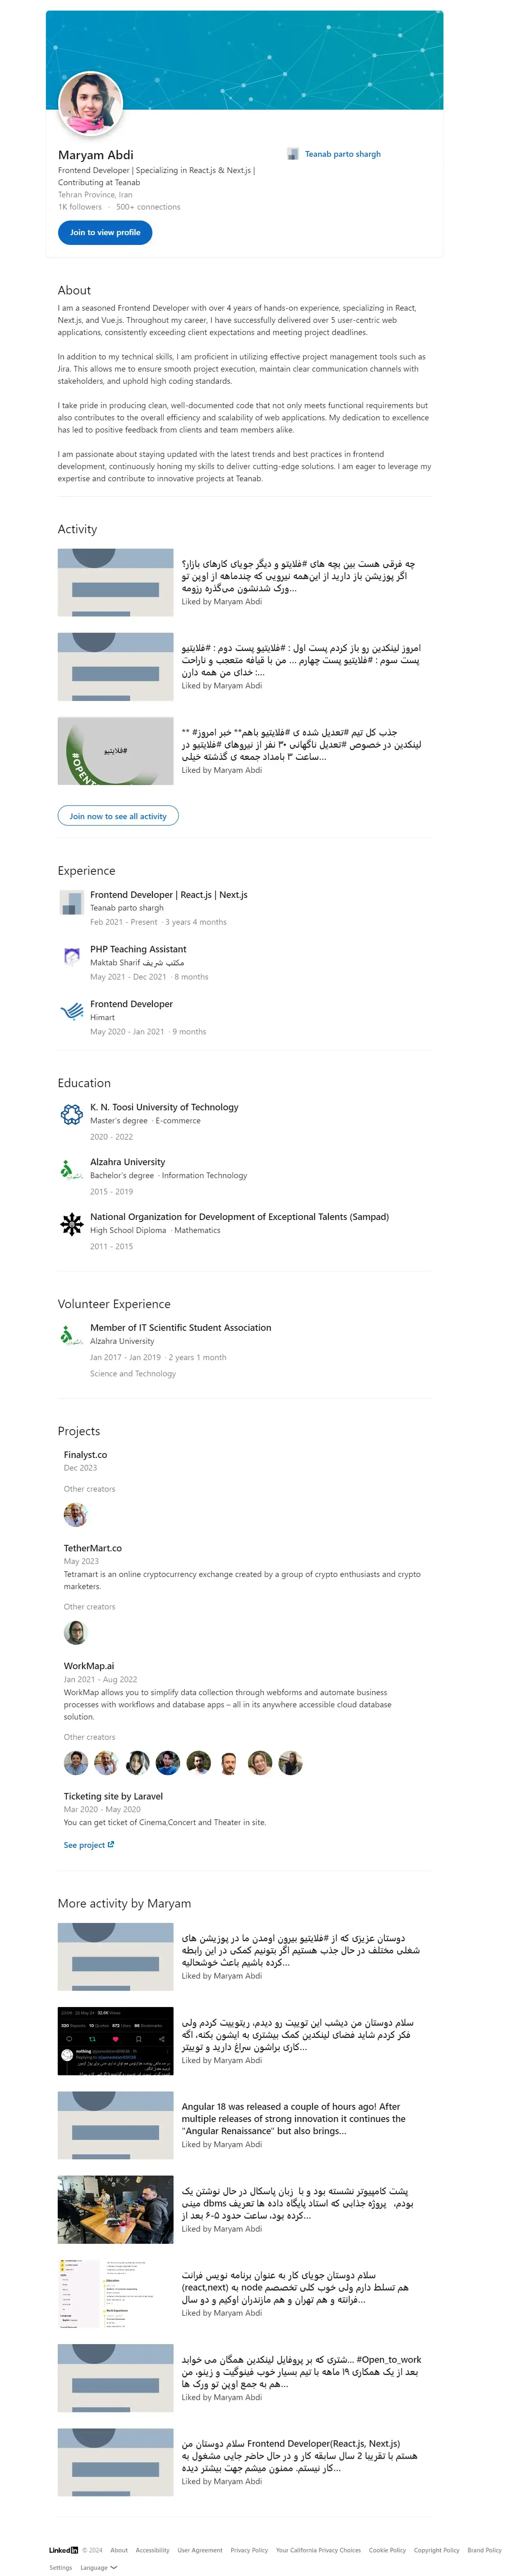 Maryam Abdi
Teanab parto shargh
Frontend Developer | Specializing in React.js & Next.js |
Contributing at Teanab
Tehran Province, Iran
1K followers · 500+ connections
Join to view profile
About
I am a seasoned Frontend Developer with over 4 years of hands-on experience, specializing in React,
Next.js, and Vue.js. Throughout my career, I have successfully delivered over 5 user-centric web
applications, consistently exceeding client expectations and meeting project deadlines.
In addition to my technical skills, I am proficient in utilizing effective project management tools such as
Jira. This allows me to ensure smooth project execution, maintain clear communication channels with
stakeholders, and uphold high coding standards.
I take pride in producing clean, well-documented code that not only meets functional requirements but
also contributes to the overall efficiency and scalability of web applications. My dedication to excellence
has led to positive feedback from clients and team members alike.
I am passionate about staying updated with the latest trends and best practices in frontend
development, continuously honing my skills to deliver cutting-edge solutions. I am eager to leverage my
expertise and contribute to innovative projects at Teanab.
Activity
چه فرقی هست بین بچه های #فلایتو و دیگر جویای کارهای بازار؟
اگر پوزیشن باز دارید از این‌همه نیرویی که چندماهه از اوپن تو
ورک شدنشون می‌گذره رزومه…
Liked by Maryam Abdi
امروز لینکدین رو باز کردم پست اول : #فلایتیو پست دوم : #فلایتیو
پست سوم : #فلایتیو پست چهارم ... من با قیافه متعجب و ناراحت
: خدای من همه دارن…
Liked by Maryam Abdi
#فلایتیو
#OPENT
** جذب کل تیم #تعدیل شده ی #فلایتیو باهم** خبر امروز#
لینکدین در خصوص #تعدیل ناگهانی ۳۰ نفر از نیروهای #فلایتیو در
ساعت ۳ بامداد جمعه ی گذشته خیلی…
Liked by Maryam Abdi
Join now to see all activity
Experience
Frontend Developer | React.js | Next.js
Teanab parto shargh
Feb 2021 - Present · 3 years 4 months
PHP Teaching Assistant
Maktab Sharif مکتب شریف
May 2021 - Dec 2021 · 8 months
Frontend Developer
Himart
May 2020 - Jan 2021 · 9 months
Education
K. N. Toosi University of Technology
Master's degree · E-commerce
2020 - 2022
Alzahra University
Bachelor's degree · Information Technology
2015 - 2019
National Organization for Development of Exceptional Talents (Sampad)
High School Diploma · Mathematics
2011 - 2015
Volunteer Experience
Member of IT Scientific Student Association
Alzahra University
Jan 2017 - Jan 2019 · 2 years 1 month
Science and Technology
Projects
Finalyst.co
Dec 2023
Other creators
TetherMart.co
May 2023
Tetramart is an online cryptocurrency exchange created by a group of crypto enthusiasts and crypto
marketers.
Other creators
WorkMap.ai
Jan 2021 - Aug 2022
WorkMap allows you to simplify data collection through webforms and automate business
processes with workflows and database apps – all in its anywhere accessible cloud database
solution.
Other creators
Ticketing site by Laravel
Mar 2020 - May 2020
You can get ticket of Cinema,Concert and Theater in site.
See project
More activity by Maryam
دوستان عزیزی که از #فلایتیو بیرون اومدن ما در پوزیشن های
شغلی مختلف در حال جذب هستیم اگر بتونیم کمکی در این رابطه
کرده باشیم باعث خوشحالیه…
Liked by Maryam Abdi
سلام دوستان من دیشب این توییت رو دیدم، ریتوییت کردم ولی
فکر کردم شاید فضای لینکدین کمک بیشتری به ایشون بکنه، اگه
کاری براشون سراغ دارید و توییتر…
Liked by Maryam Abdi
Angular 18 was released a couple of hours ago! After
multiple releases of strong innovation it continues the
"Angular Renaissance" but also brings…
Liked by Maryam Abdi
پشت کامپیوتر نشسته بود و با زبان پاسکال در حال نوشتن یک
مینی dbms بودم، پروژه جذابی که استاد پایگاه داده ها تعریف
کرده بود، ساعت حدود ۵-۶ بعد از…
Liked by Maryam Abdi
سلام دوستان جویای کار به عنوان برنامه نویس فرانت
(react,next) هم تسلط دارم ولی خوب کلی تخصصم node به
فرانته و هم تهران و هم مازندران اوکیم و دو سال…
Liked by Maryam Abdi
#Open_to_work ...شتری که بر پروفایل لینکدین همگان می خوابد
بعد از یک همکاری ۱۹ ماهه با تیم بسیار خوب فینوگیت و زینو، من
هم به جمع اوپن تو ورک ها…
Liked by Maryam Abdi
سلام دوستان من Frontend Developer(React.js, Next.js)
هستم با تقریبا 2 سال سابقه کار و در حال حاضر جایی مشغول به
کار نیستم. ممنون میشم جهت بیشتر دیده…
Liked by Maryam Abdi
LinkedIn © 2024 About Accessibility User Agreement Privacy Policy Your California Privacy Choices Cookie Policy Copyright Policy Brand Policy
Settings Language